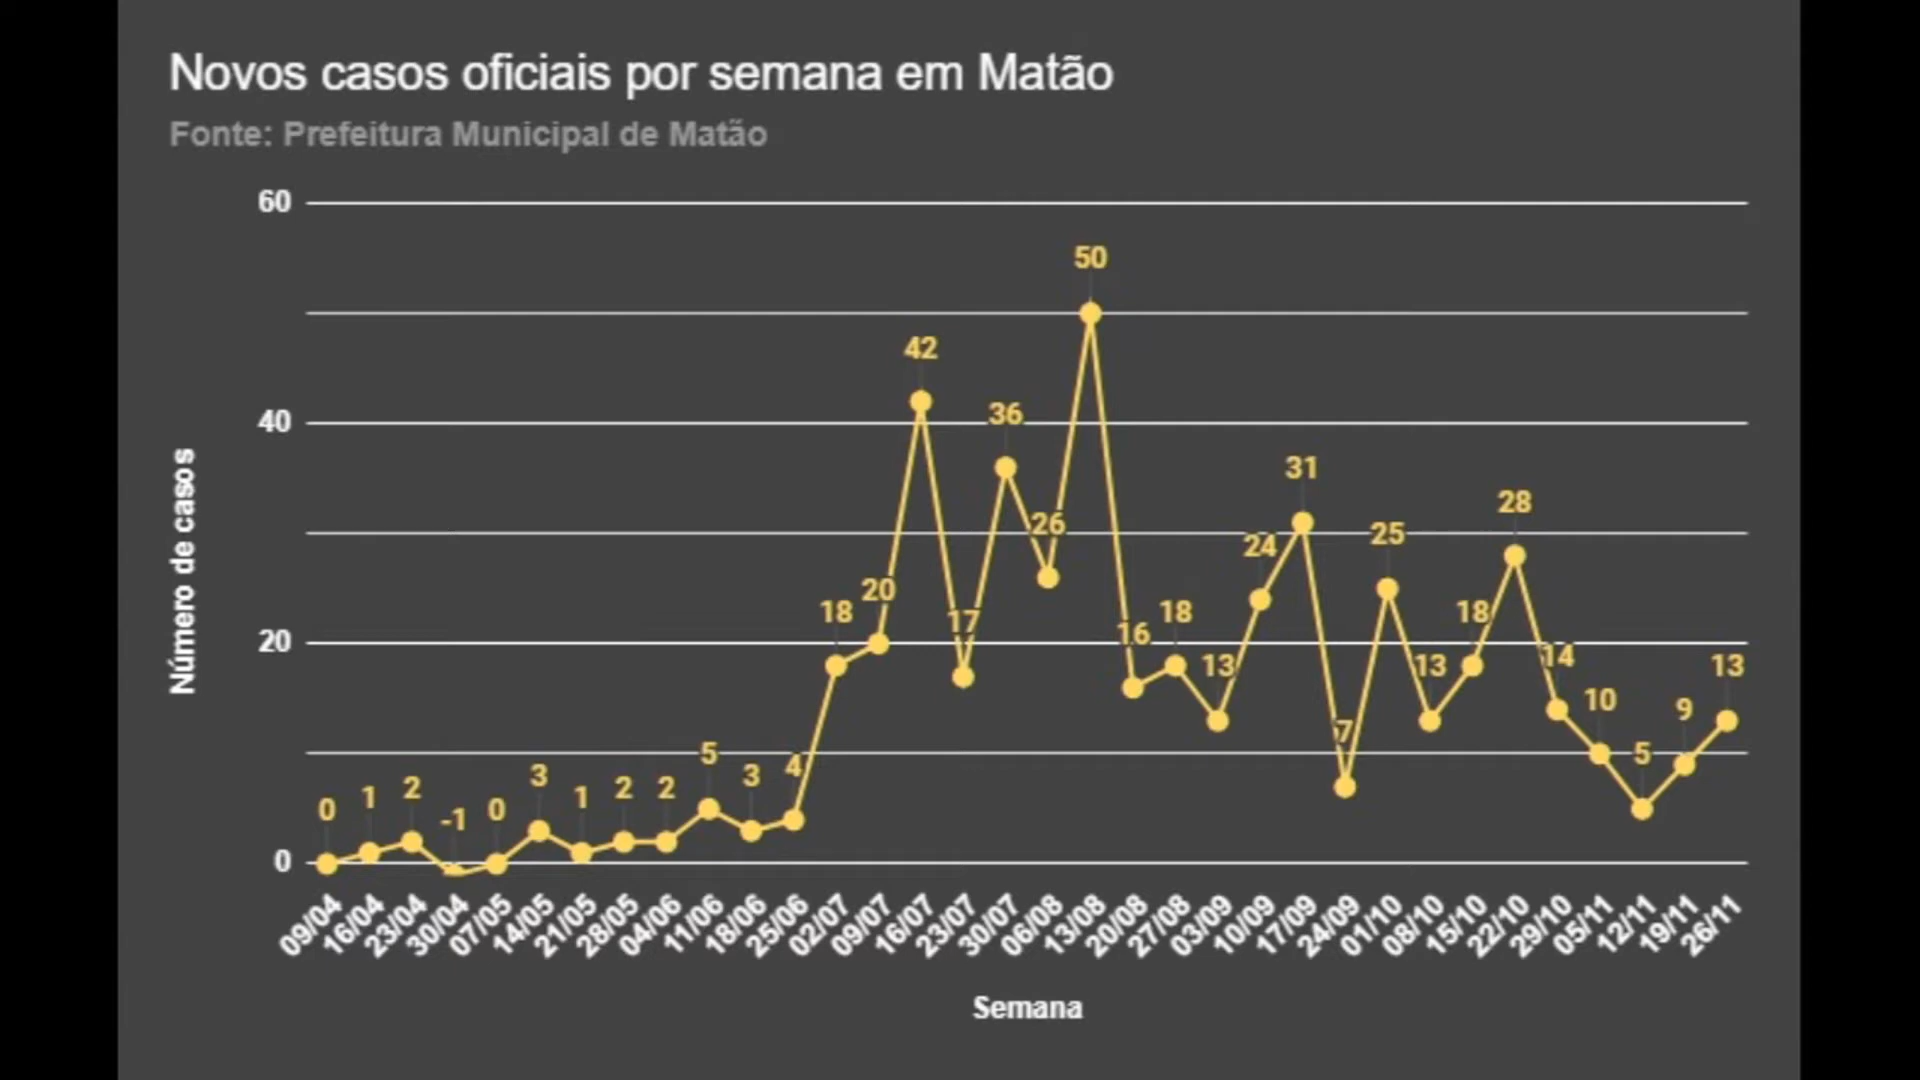 Novos casos oficiais por semana em Matão
Fonte: Prefeitura Municipal de Matão
60
40
20
0
Número de casos
0 1 2 -1 0 3 1 2 2 5 3 4 18 20 42 17 36 26 50 16 18 13 24 31 7 25 13 18 28 14 10 5 9 13
09/04 16/04 23/04 30/04 07/05 14/05 21/05 28/05 04/06 11/06 18/06 25/06 02/07 09/07 16/07 23/07 30/07 06/08 13/08 20/08 27/08 03/09 10/09 17/09 24/09 01/10 08/10 15/10 22/10 29/10 05/11 12/11 19/11 26/11
Semana